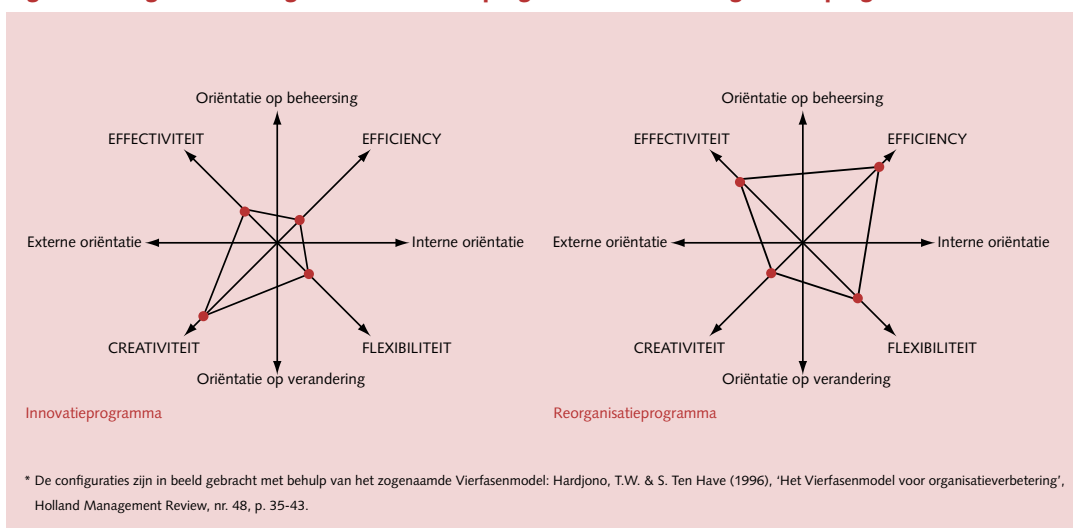 Oriëntatie op beheersing
EFFECTIVITEIT
EFFICIENCY
Externe oriëntatie
Interne oriëntatie
CREATIVITEIT
FLEXIBILITEIT
Oriëntatie op verandering
Innovatieprogramma
Oriëntatie op beheersing
EFFECTIVITEIT
EFFICIENCY
Externe oriëntatie
Interne oriëntatie
CREATIVITEIT
FLEXIBILITEIT
Oriëntatie op verandering
Reorganisatieprogramma
* De configuraties zijn in beeld gebracht met behulp van het zogenaamde Vierfasenmodel: Hardjono, T.W. & S. Ten Have (1996), ‘Het Vierfasenmodel voor organisatieverbetering’,
Holland Management Review, nr. 48, p. 35-43.